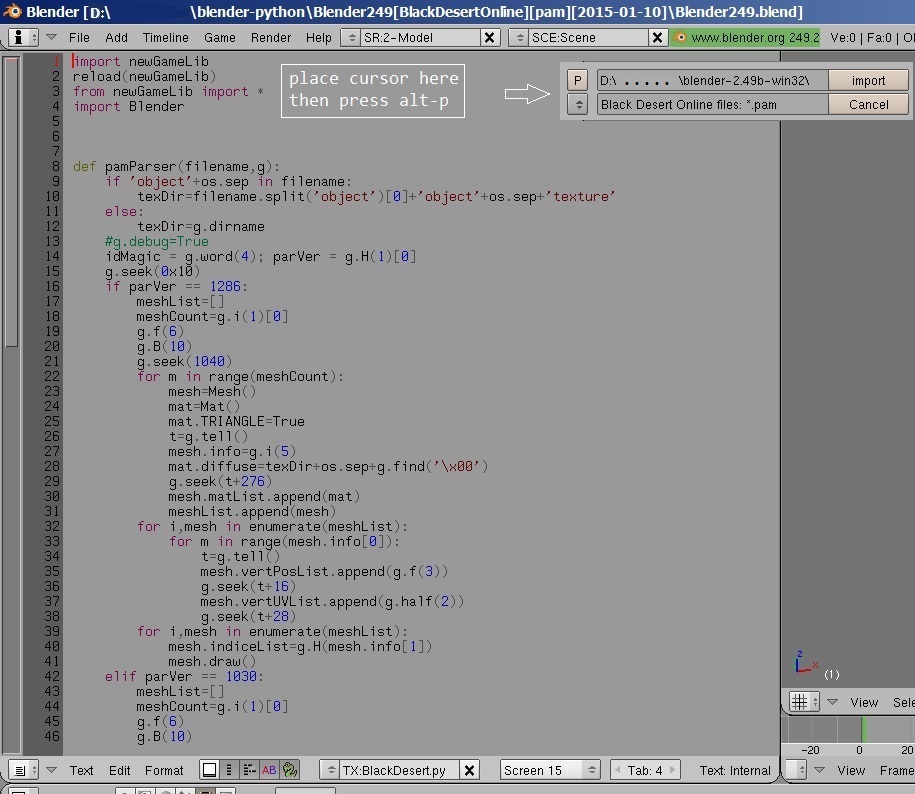 Blender [D:\ \blender-python\Blender249[BlackDesertOnline][pam][2015-01-10]\Blender249.blend]
File Add Timeline Game Render Help SR:2-Model SCE:Scene www.blender.org 249.2 Ve:0 | Fa:0 |
1 import newGameLib
2 reload(newGameLib)
3 from newGameLib import *
4 import Blender
5
6
7
8 def pamParser(filename,g):
9 if 'object'+os.sep in filename:
10 texDir=filename.split('object')[0]+'object'+os.sep+'texture'
11 else:
12 texDir=g.dirname
13 #g.debug=True
14 idMagic = g.word(4); parVer = g.H(1)[0]
15 g.seek(0x10)
16 if parVer == 1286:
17 meshList=[]
18 meshCount=g.i(1)[0]
19 g.f(6)
20 g.B(10)
21 g.seek(1040)
22 for m in range(meshCount):
23 mesh=Mesh()
24 mat=Mat()
25 mat.TRIANGLE=True
26 t=g.tell()
27 mesh.info=g.i(5)
28 mat.diffuse=texDir+os.sep+g.find('\x00')
29 g.seek(t+276)
30 mesh.matList.append(mat)
31 meshList.append(mesh)
32 for i,mesh in enumerate(meshList):
33 for m in range(mesh.info[0]):
34 t=g.tell()
35 mesh.vertPosList.append(g.f(3))
36 g.seek(t+16)
37 mesh.vertUVList.append(g.half(2))
38 g.seek(t+28)
39 for i,mesh in enumerate(meshList):
40 mesh.indiceList=g.H(mesh.info[1])
41 mesh.draw()
42 elif parVer == 1030:
43 meshList=[]
44 meshCount=g.i(1)[0]
45 g.f(6)
46 g.B(10)
place cursor here
then press alt-p
P D:\ ..... \blender-2.49b-win32\ import
Black Desert Online files: *.pam Cancel
z
x
(1)
View Sele
-20 0 20
Text Edit Format AB TX:BlackDesert.py Screen 15 Tab: 4 Text: Internal
View Frame